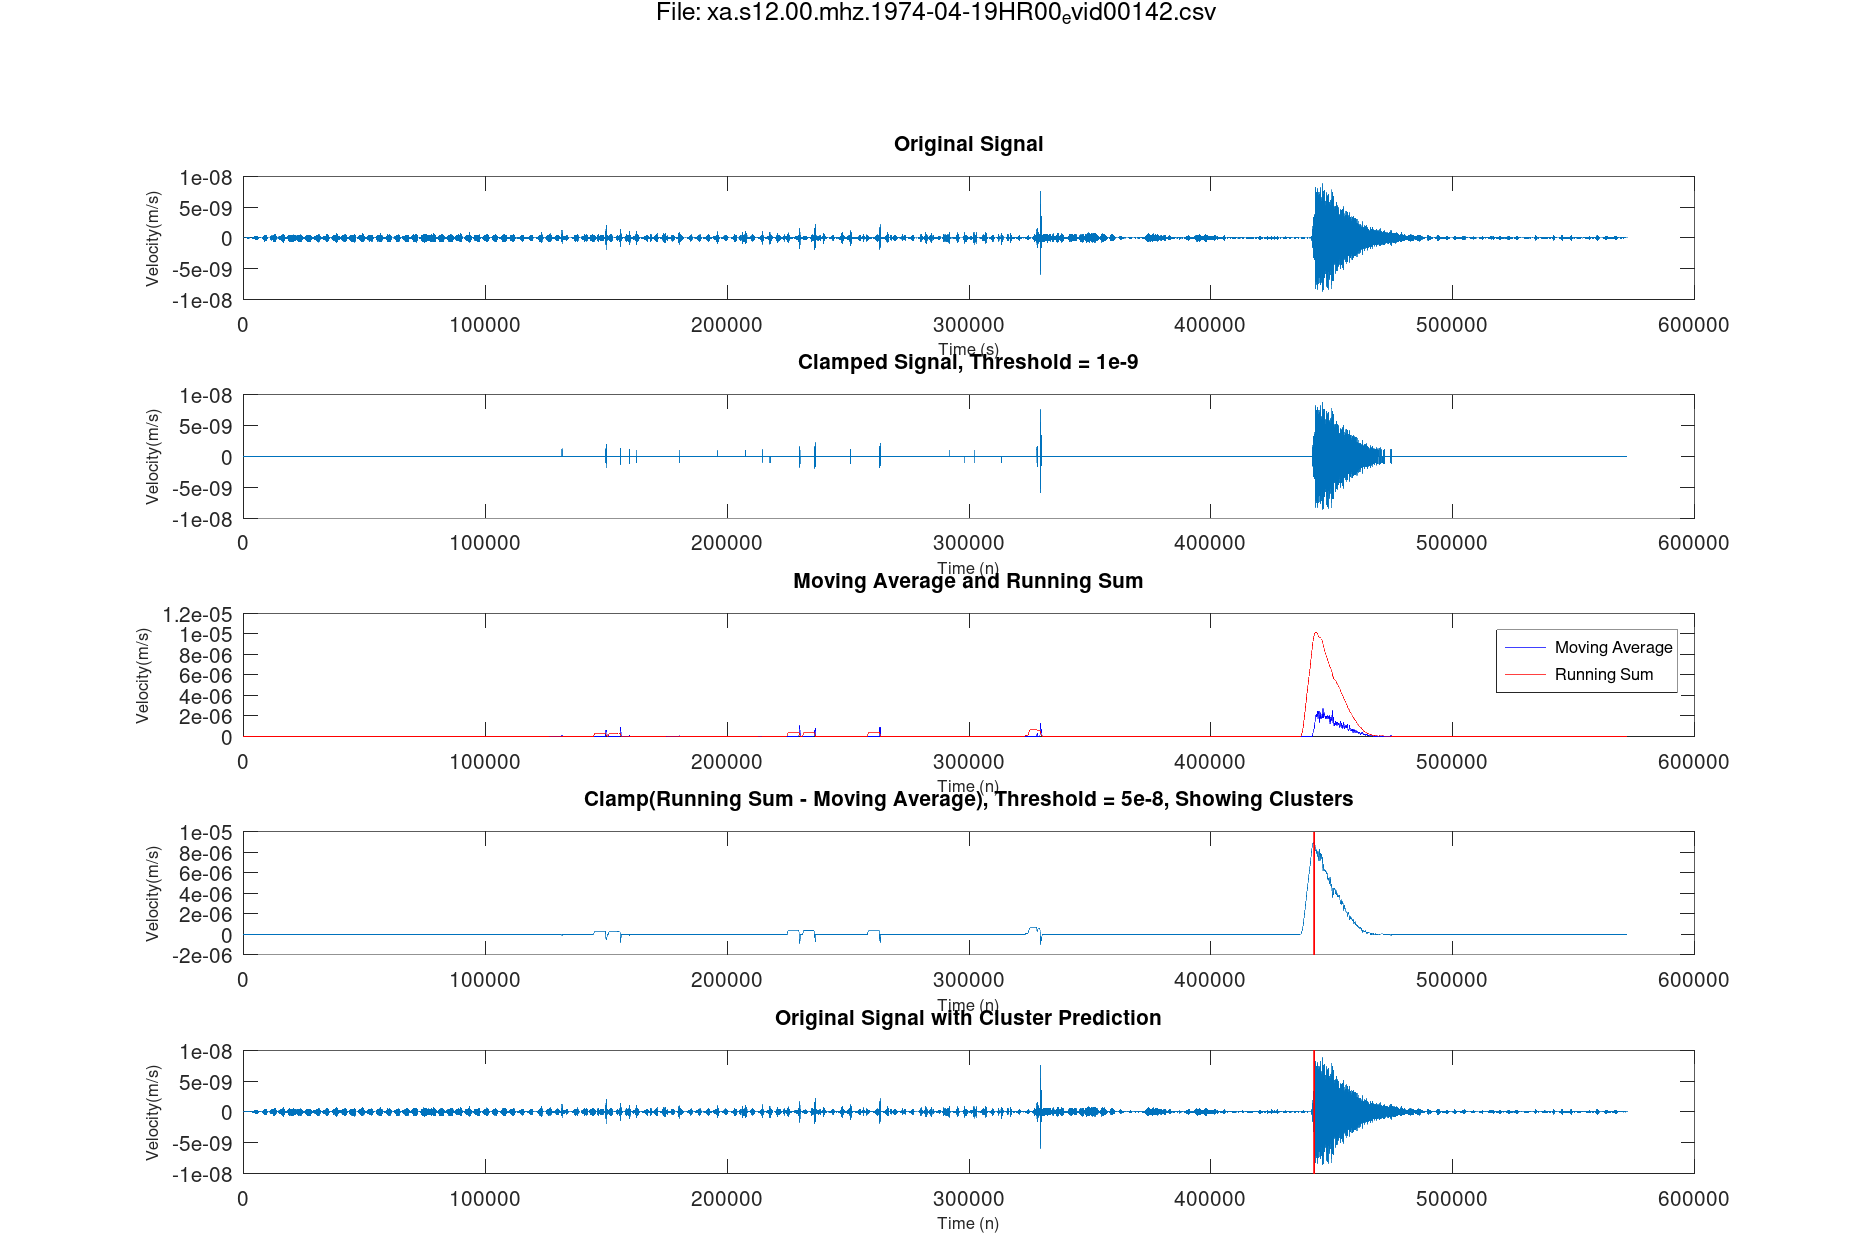 File: xa.s12.00.mhz.1974-04-19HR00ₑvid00142.csv
Original Signal
Velocity(m/s)
1e-08
5e-09
0
-5e-09
-1e-08
0 100000 200000 300000 400000 500000 600000
Time (s)
Clamped Signal, Threshold = 1e-9
Velocity(m/s)
1e-08
5e-09
0
-5e-09
-1e-08
0 100000 200000 300000 400000 500000 600000
Time (n)
Moving Average and Running Sum
Velocity(m/s)
1.2e-05
1e-05
8e-06
6e-06
4e-06
2e-06
0
Moving Average
Running Sum
0 100000 200000 300000 400000 500000 600000
Time (n)
Clamp(Running Sum - Moving Average), Threshold = 5e-8, Showing Clusters
Velocity(m/s)
1e-05
8e-06
6e-06
4e-06
2e-06
0
-2e-06
0 100000 200000 300000 400000 500000 600000
Time (n)
Original Signal with Cluster Prediction
Velocity(m/s)
1e-08
5e-09
0
-5e-09
-1e-08
0 100000 200000 300000 400000 500000 600000
Time (n)